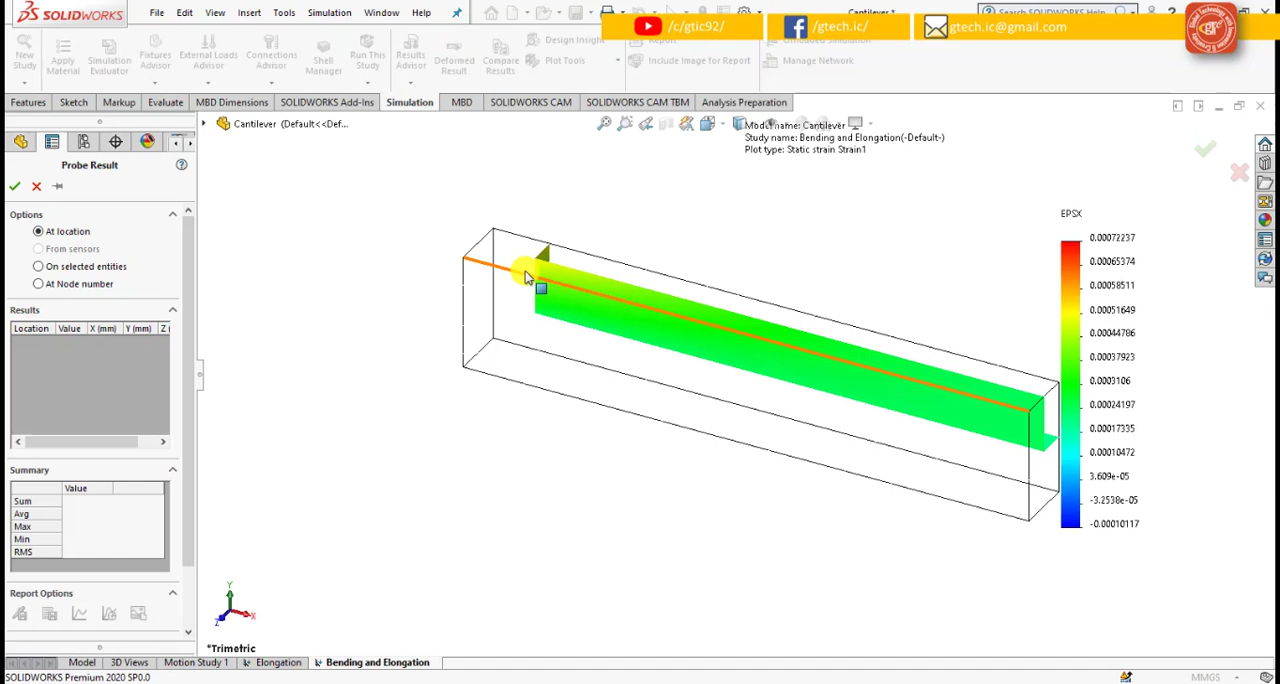 SOLIDWORKS
File Edit View Insert Tools Simulation Window Help
Cantilever *
Search SOLIDWORKS Help
/c/gtic92/
/gtech.ic/
gtech.ic@gmail.com
New Study
Apply Material
Simulation Evaluator
Fixtures Advisor
External Loads Advisor
Connections Advisor
Shell Manager
Run This Study
Results Advisor
Deformed Result
Compare Results
Design Insight
Plot Tools
Report
Include Image for Report
Offloaded Simulation
Manage Network
Features Sketch Markup Evaluate MBD Dimensions SOLIDWORKS Add-Ins Simulation MBD SOLIDWORKS CAM SOLIDWORKS CAM TBM Analysis Preparation
Cantilever (Default<<Def...
Model name: Cantilever
Study name: Bending and Elongation(-Default-)
Plot type: Static strain Strain1
Probe Result
Options
At location
From sensors
On selected entities
At Node number
Results
Location Value X (mm) Y (mm) Z (
Summary
Value
Sum
Avg
Max
Min
RMS
Report Options
EPSX
0.00072237
0.00065374
0.00058511
0.00051649
0.00044786
0.00037923
0.0003106
0.00024197
0.00017335
0.00010472
3.609e-05
-3.2538e-05
-0.00010117
Y
X
Z
*Trimetric
Model 3D Views Motion Study 1 Elongation Bending and Elongation
SOLIDWORKS Premium 2020 SP0.0
MMGS